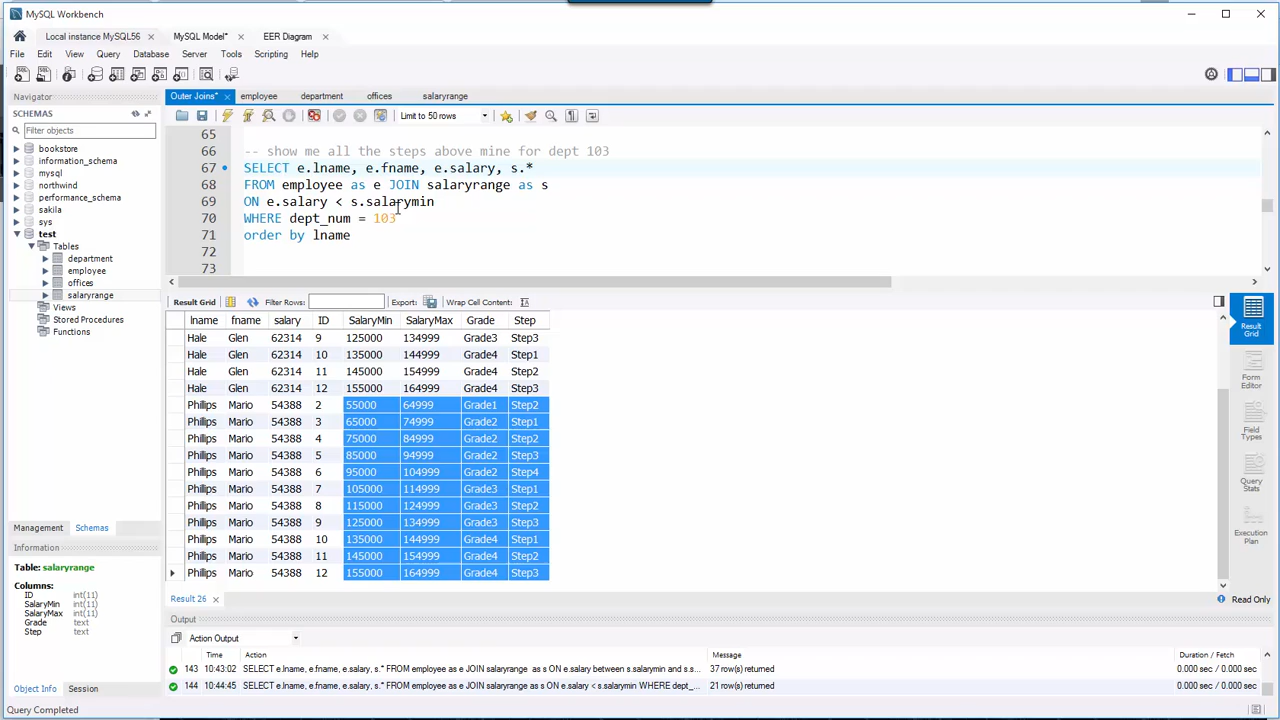 MySQL Workbench
Local instance MySQL56 MySQL Model* EER Diagram
File Edit View Query Database Server Tools Scripting Help
Navigator
SCHEMAS
Filter objects
bookstore
information_schema
mysql
northwind
performance_schema
sakila
sys
test
Tables
department
employee
offices
salaryrange
Views
Stored Procedures
Functions
Management Schemas
Information
Table: salaryrange
Columns:
ID int(11)
SalaryMin int(11)
SalaryMax int(11)
Grade text
Step text
Object Info Session
Query Completed
Outer Joins* employee department offices salaryrange
Limit to 50 rows
65
66 -- show me all the steps above mine for dept 103
67 SELECT e.lname, e.fname, e.salary, s.*
68 FROM employee as e JOIN salaryrange as s
69 ON e.salary < s.salarymin
70 WHERE dept_num = 103
71 order by lname
72
73
Result Grid Filter Rows: Export: Wrap Cell Content:
lname fname salary ID SalaryMin SalaryMax Grade Step
Hale Glen 62314 9 125000 134999 Grade3 Step3
Hale Glen 62314 10 135000 144999 Grade4 Step1
Hale Glen 62314 11 145000 154999 Grade4 Step2
Hale Glen 62314 12 155000 164999 Grade4 Step3
Philips Mario 54388 2 55000 64999 Grade1 Step2
Philips Mario 54388 3 65000 74999 Grade2 Step1
Philips Mario 54388 4 75000 84999 Grade2 Step2
Philips Mario 54388 5 85000 94999 Grade2 Step3
Philips Mario 54388 6 95000 104999 Grade2 Step4
Philips Mario 54388 7 105000 114999 Grade3 Step1
Philips Mario 54388 8 115000 124999 Grade3 Step2
Philips Mario 54388 9 125000 134999 Grade3 Step3
Philips Mario 54388 10 135000 144999 Grade4 Step1
Philips Mario 54388 11 145000 154999 Grade4 Step2
Philips Mario 54388 12 155000 164999 Grade4 Step3
Result Grid
Form Editor
Field Types
Query Stats
Execution Plan
Result 26
Read Only
Output
Action Output
Time Action Message Duration / Fetch
143 10:43:02 SELECT e.lname, e.fname, e.salary, s.* FROM employee as e JOIN salaryrange as s ON e.salary between s.salarymin and s.s... 37 row(s) returned 0.000 sec / 0.000 sec
144 10:44:45 SELECT e.lname, e.fname, e.salary, s.* FROM employee as e JOIN salaryrange as s ON e.salary < s.salarymin WHERE dept_... 21 row(s) returned 0.000 sec / 0.000 sec